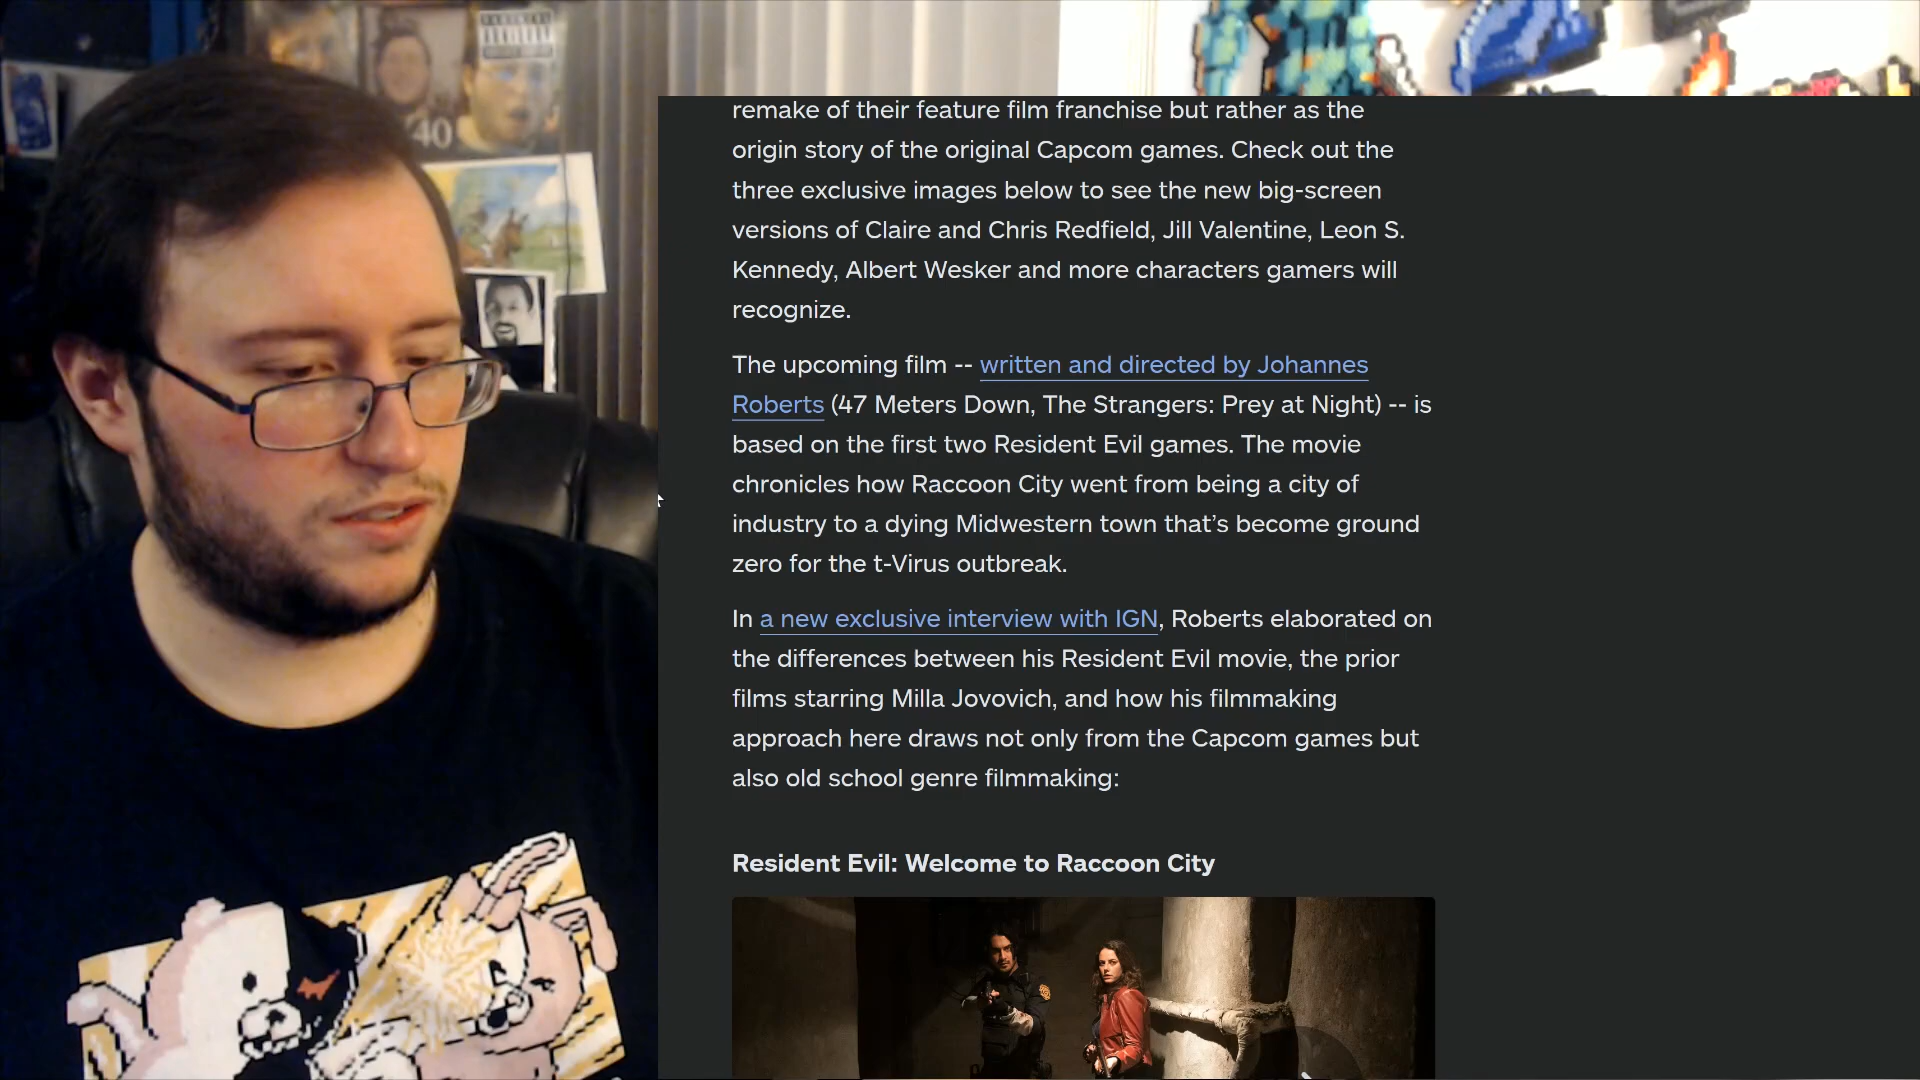 40
remake of their feature film franchise but rather as the
origin story of the original Capcom games. Check out the
three exclusive images below to see the new big-screen
versions of Claire and Chris Redfield, Jill Valentine, Leon S.
Kennedy, Albert Wesker and more characters gamers will
recognize.
The upcoming film -- written and directed by Johannes
Roberts (47 Meters Down, The Strangers: Prey at Night) -- is
based on the first two Resident Evil games. The movie
chronicles how Raccoon City went from being a city of
industry to a dying Midwestern town that’s become ground
zero for the t-Virus outbreak.
In a new exclusive interview with IGN, Roberts elaborated on
the differences between his Resident Evil movie, the prior
films starring Milla Jovovich, and how his filmmaking
approach here draws not only from the Capcom games but
also old school genre filmmaking:
Resident Evil: Welcome to Raccoon City